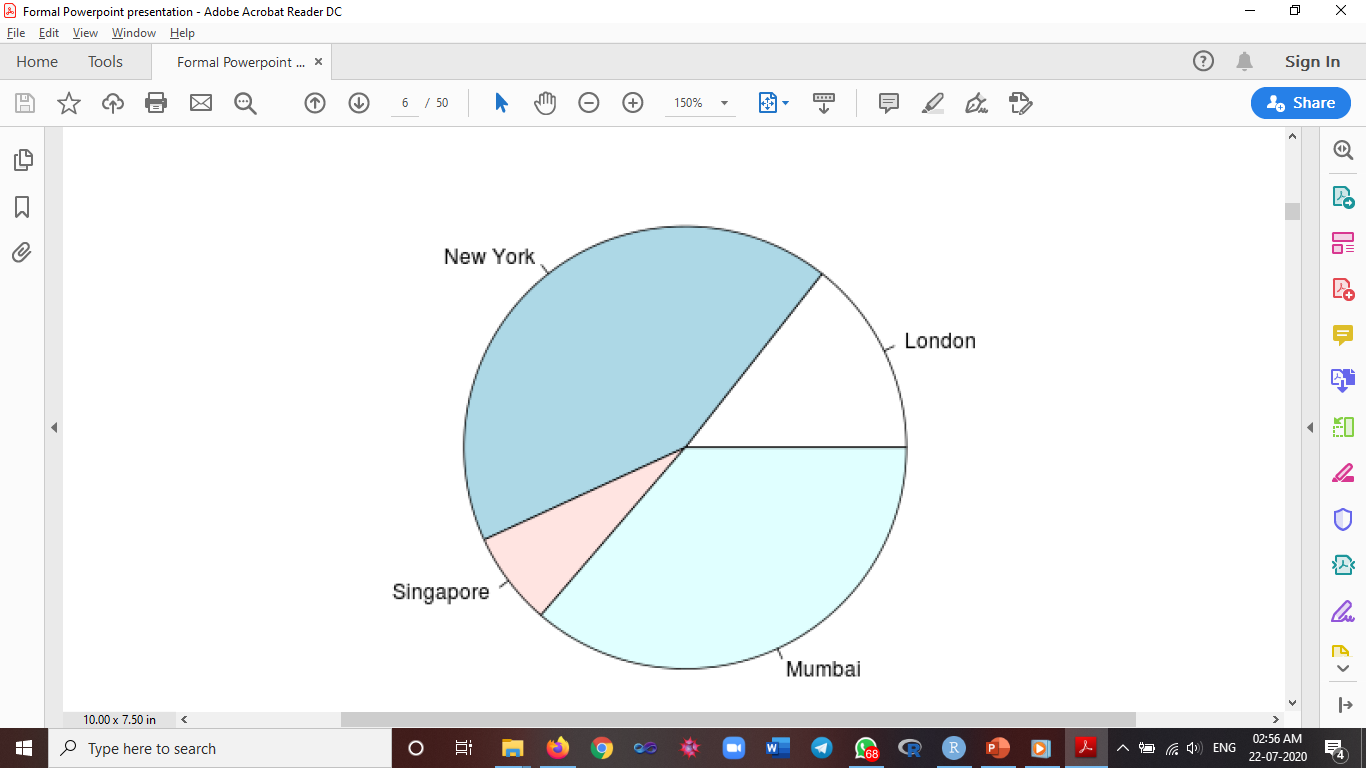 Formal Powerpoint presentation - Adobe Acrobat Reader DC
File Edit View Window Help
Home Tools Formal Powerpoint ... ×
? Sign In
6 / 50
150%
Share
New York
London
Singapore
Mumbai
10.00 x 7.50 in
Type here to search
68
R
R
ENG
02:56 AM
22-07-2020
4